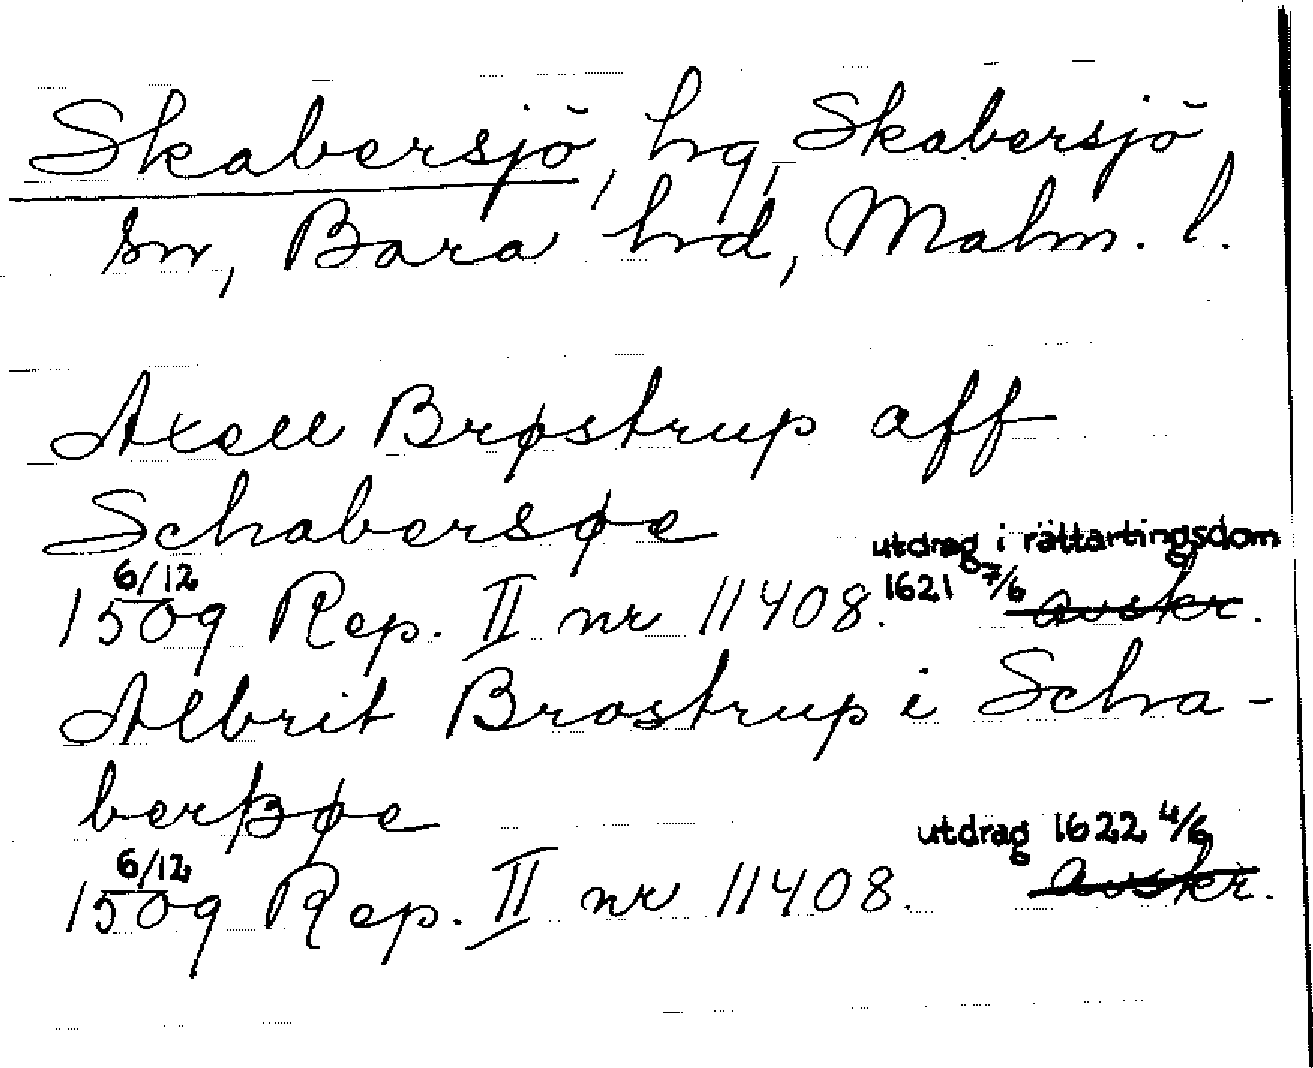 Skabersjö, hg, Skabersjö
sn, Bara hd, Malm. l.
Axell Brøstrup aff
Schabersøe
utdrag i rättartingsdom
6/12
1509 Rep. II nr 11408. 1621 7/6 avskr.
Albrit Brostrup i Scha-
berßøe
utdrag 1622 4/6
6/12
1509 Rep. II nr 11408. avskr.